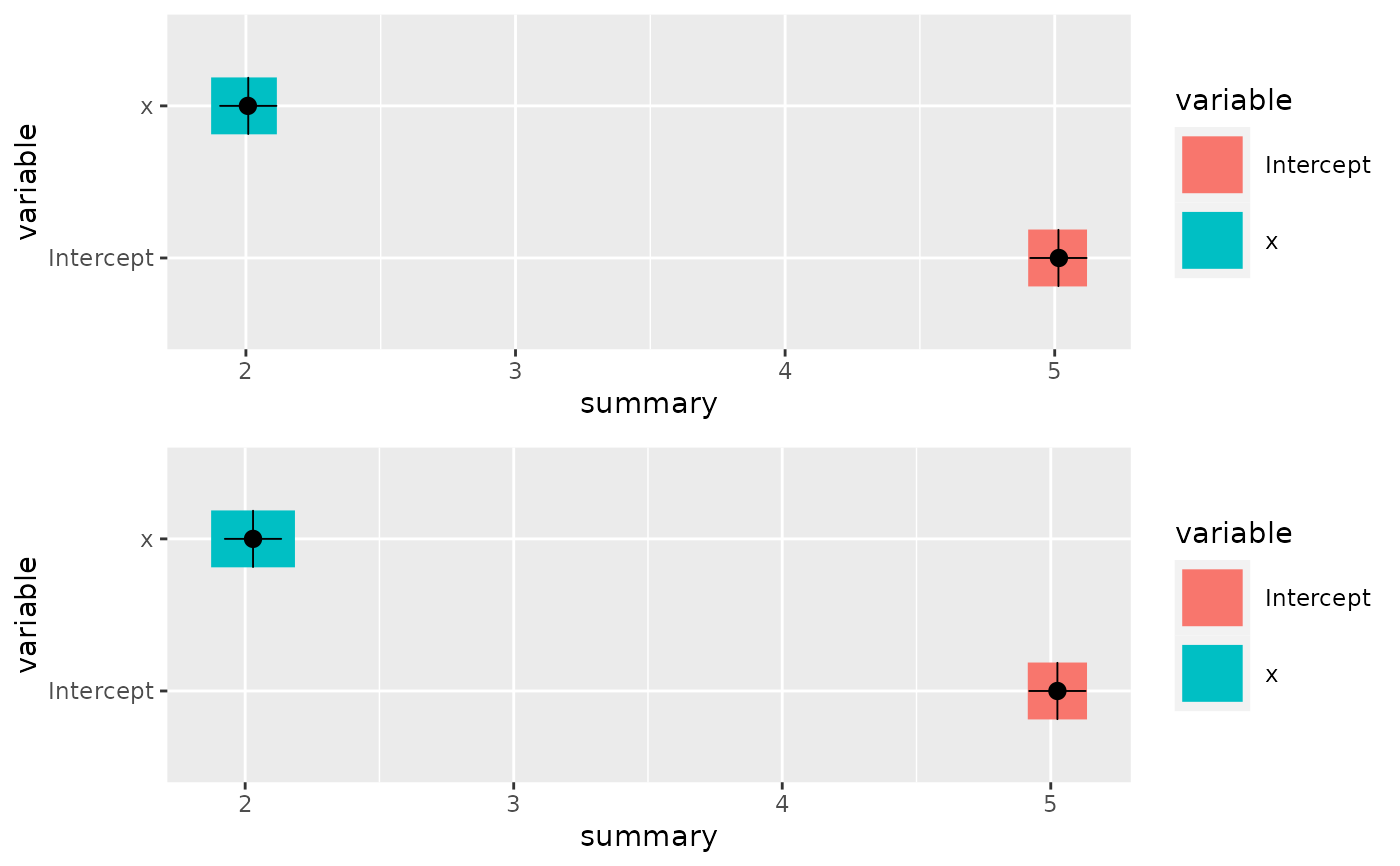 variable
x
Intercept
2 3 4 5
summary
variable
Intercept
x
variable
x
Intercept
2 3 4 5
summary
variable
Intercept
x